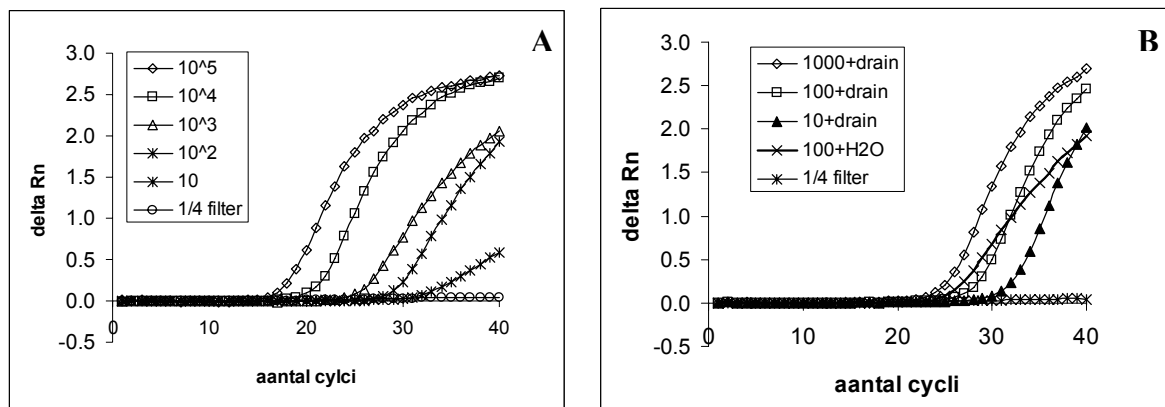 A
3.0
2.5
2.0
1.5
1.0
0.5
0.0
-0.5
delta Rn
10^5
10^4
10^3
10^2
10
1/4 filter
0
10
20
30
40
aantal cylci
B
3.0
2.5
2.0
1.5
1.0
0.5
0.0
-0.5
delta Rn
1000+drain
100+drain
10+drain
100+H2O
1/4 filter
0
10
20
30
40
aantal cycli